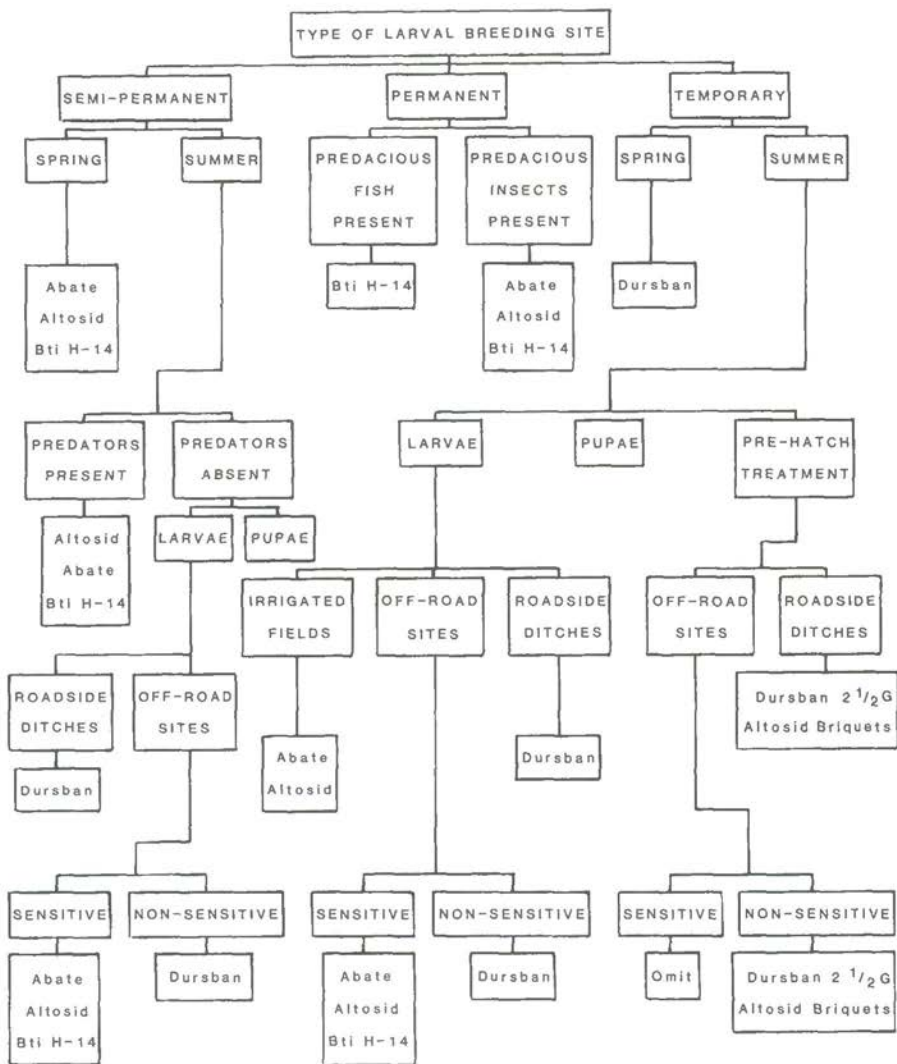 TYPE OF LARVAL BREEDING SITE
SEMI-PERMANENT
PERMANENT
TEMPORARY
SPRING
SUMMER
PREDACIOUS
FISH
PRESENT
PREDACIOUS
INSECTS
PRESENT
SPRING
SUMMER
Abate
Altosid
Bti H-14
Bti H-14
Abate
Altosid
Bti H-14
Dursban
PREDATORS
PRESENT
PREDATORS
ABSENT
LARVAE
PUPAE
PRE-HATCH
TREATMENT
Altosid
Abate
Bti H-14
LARVAE
PUPAE
IRRIGATED
FIELDS
OFF-ROAD
SITES
ROADSIDE
DITCHES
OFF-ROAD
SITES
ROADSIDE
DITCHES
ROADSIDE
DITCHES
OFF-ROAD
SITES
Dursban
Abate
Altosid
Dursban
Dursban 2 1/2G
Altosid Briquets
SENSITIVE
NON-SENSITIVE
SENSITIVE
NON-SENSITIVE
SENSITIVE
NON-SENSITIVE
Abate
Altosid
Bti H-14
Dursban
Abate
Altosid
Bti H-14
Dursban
Omit
Dursban 2 1/2G
Altosid Briquets